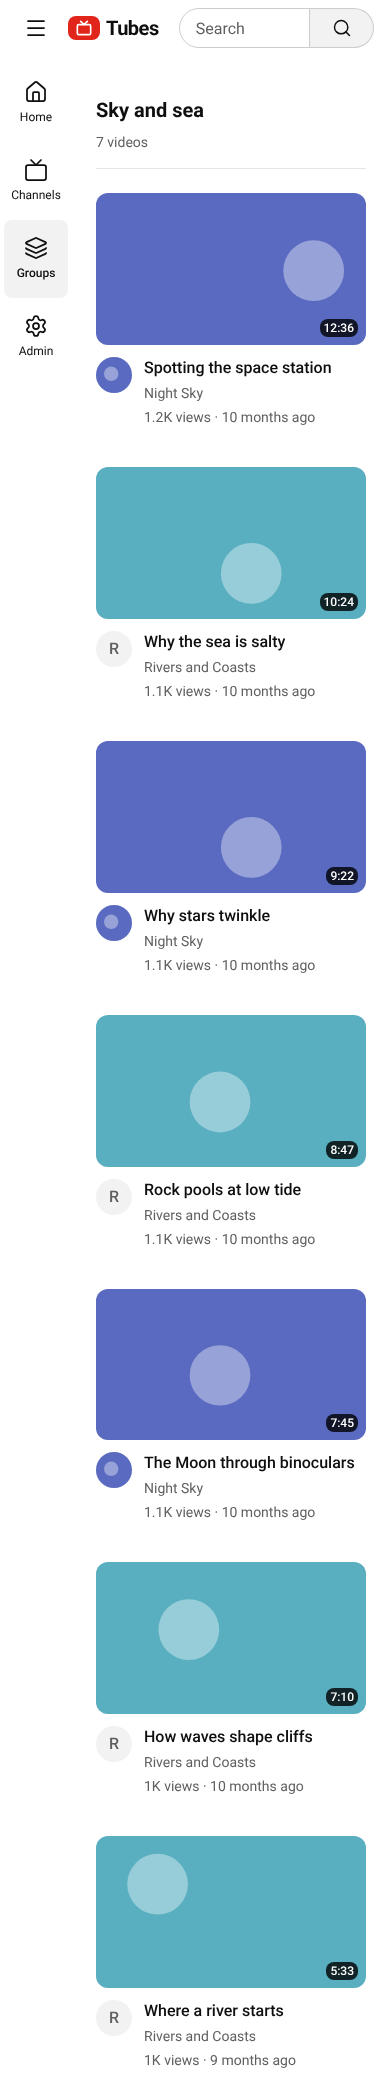 Tubes
Search
Home
Channels
Groups
Admin
Sky and sea
7 videos
12:36
Spotting the space station
Night Sky
1.2K views · 10 months ago
10:24
R
Why the sea is salty
Rivers and Coasts
1.1K views · 10 months ago
9:22
Why stars twinkle
Night Sky
1.1K views · 10 months ago
8:47
R
Rock pools at low tide
Rivers and Coasts
1.1K views · 10 months ago
7:45
The Moon through binoculars
Night Sky
1.1K views · 10 months ago
7:10
R
How waves shape cliffs
Rivers and Coasts
1K views · 10 months ago
5:33
R
Where a river starts
Rivers and Coasts
1K views · 9 months ago